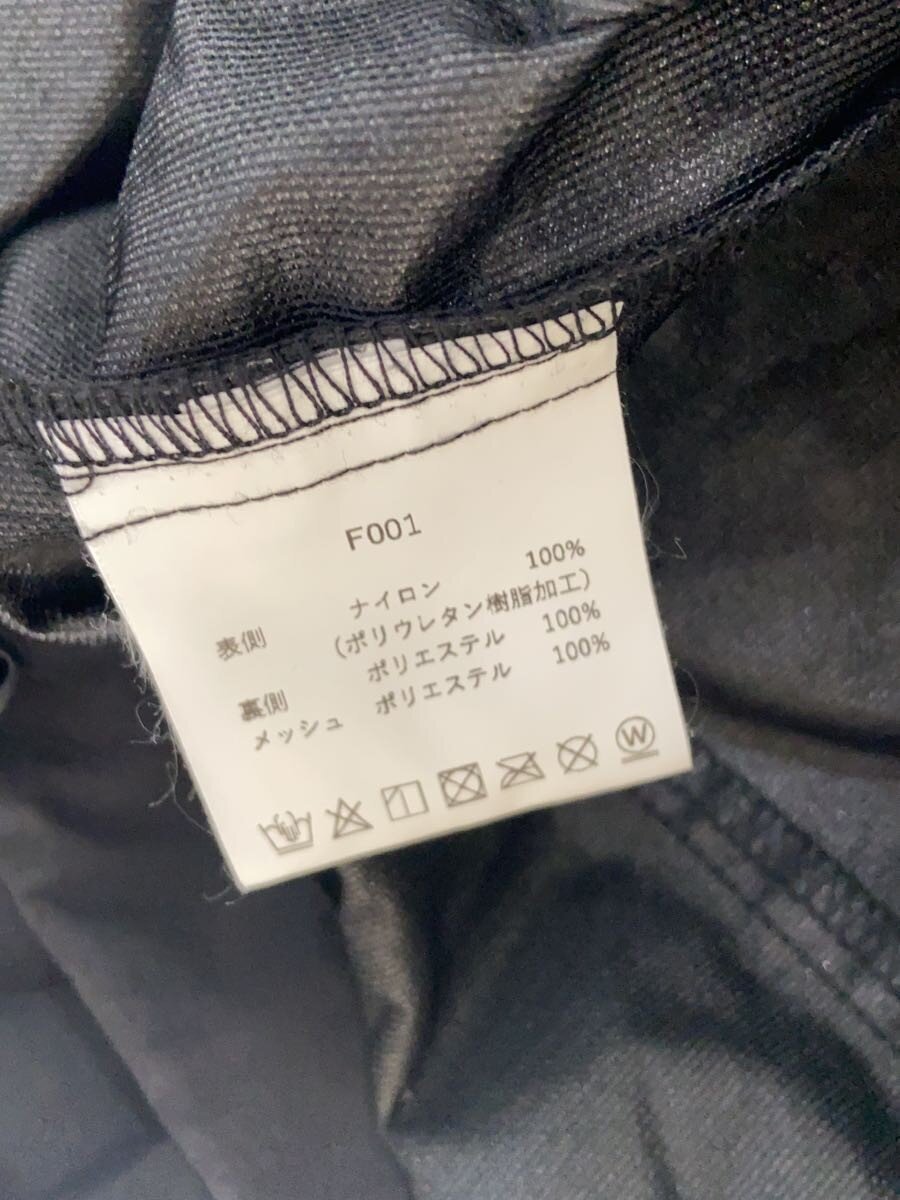 F001
表側 ナイロン 100%
(ポリウレタン樹脂加工)
裏側 ポリエステル 100%
メッシュ ポリエステル 100%
W